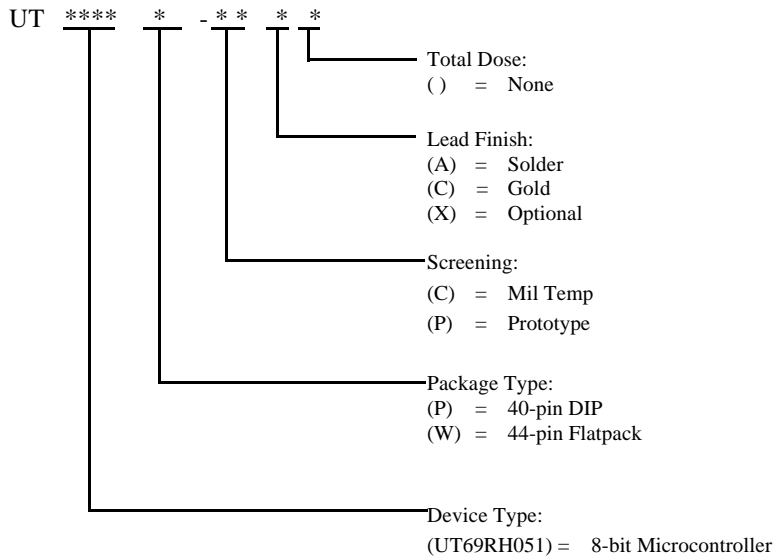 UT **** * - * * * *
Total Dose:
( ) = None
Lead Finish:
(A) = Solder
(C) = Gold
(X) = Optional
Screening:
(C) = Mil Temp
(P) = Prototype
Package Type:
(P) = 40-pin DIP
(W) = 44-pin Flatpack
Device Type:
(UT69RH051) = 8-bit Microcontroller